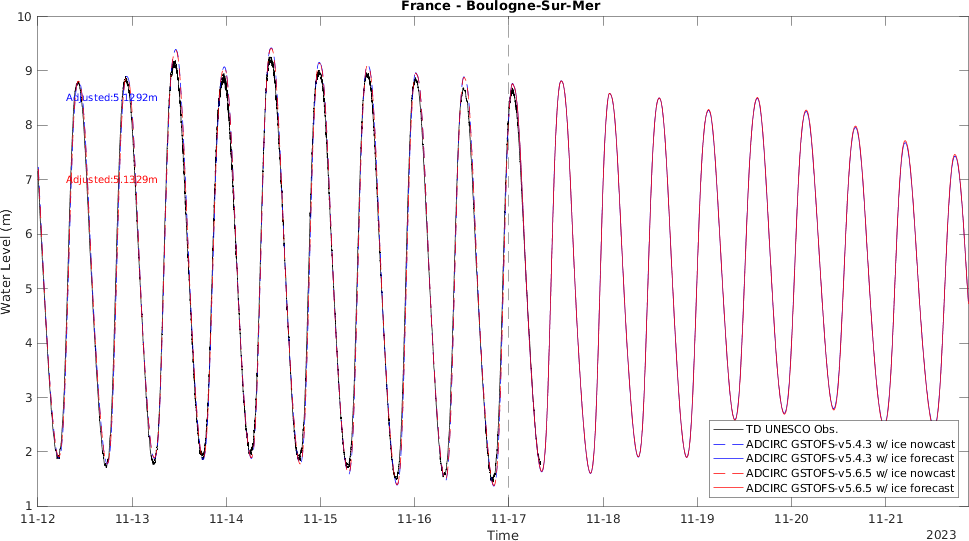 France - Boulogne-Sur-Mer
10
9
8
7
6
5
4
3
2
1
Water Level (m)
Adjusted:5.1292m
Adjusted:5.1329m
TD UNESCO Obs.
ADCIRC GSTOFS-v5.4.3 w/ ice nowcast
ADCIRC GSTOFS-v5.4.3 w/ ice forecast
ADCIRC GSTOFS-v5.6.5 w/ ice nowcast
ADCIRC GSTOFS-v5.6.5 w/ ice forecast
11-12 11-13 11-14 11-15 11-16 11-17 11-18 11-19 11-20 11-21
Time
2023